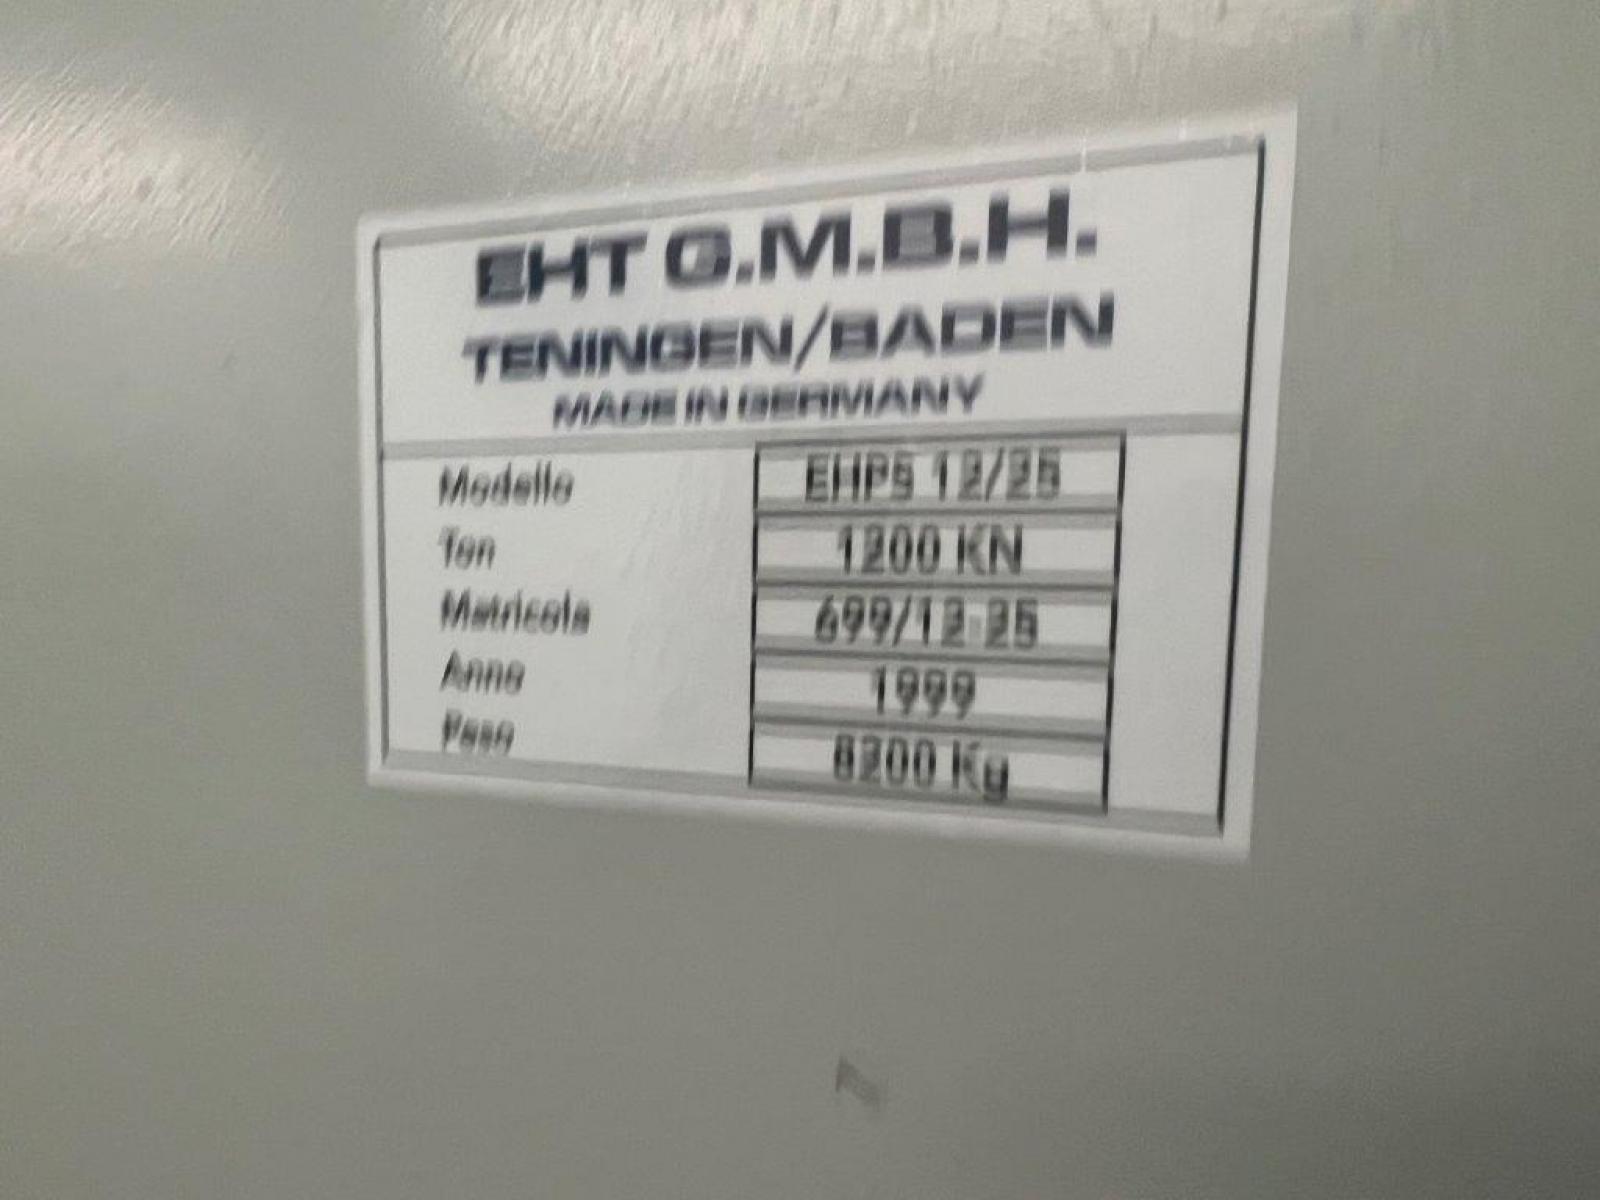 EHT G.M.B.H.
TENINGEN/BADEN
MADE IN GERMANY
Modello EHPS 12/25
Ton 1200 KN
Matricola 699/12-25
Anno 1999
Peso 8200 Kg